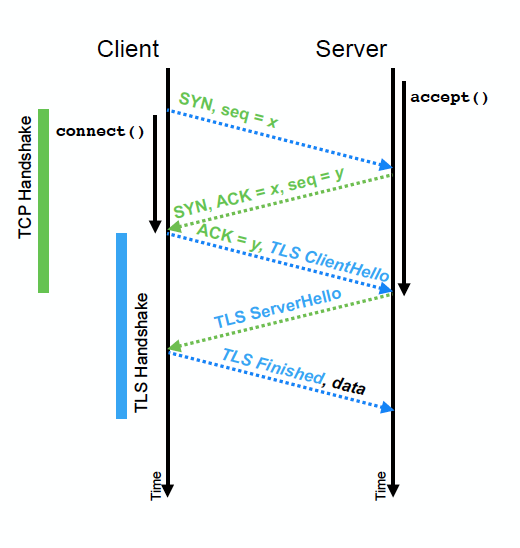 Client
Server
SYN, seq = x
accept()
connect()
TCP Handshake
SYN, ACK = x, seq = y
ACK = y, TLS ClientHello
TLS ServerHello
TLS Handshake
TLS Finished, data
Time
Time